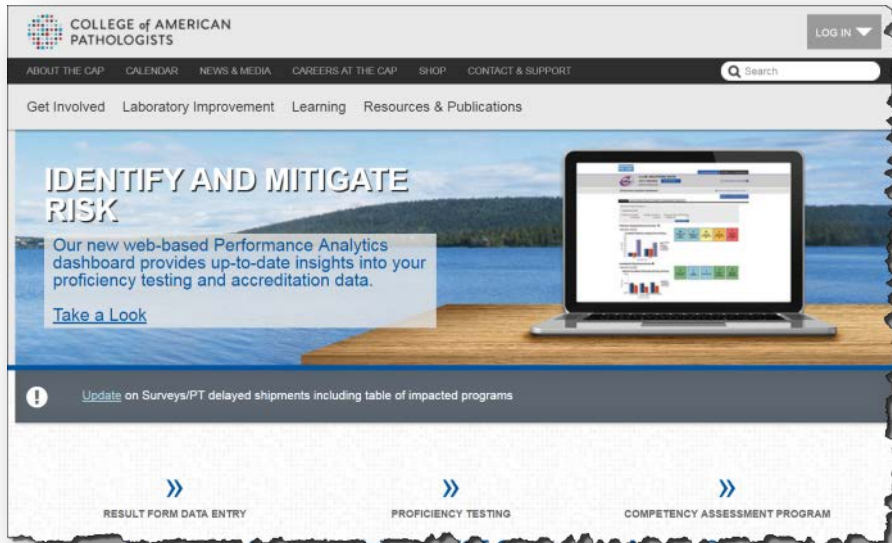 COLLEGE of AMERICAN
PATHOLOGISTS
LOG IN
ABOUT THE CAP CALENDAR NEWS & MEDIA CAREERS AT THE CAP SHOP CONTACT & SUPPORT Search
Get Involved Laboratory Improvement Learning Resources & Publications
IDENTIFY AND MITIGATE
RISK
Our new web-based Performance Analytics
dashboard provides up-to-date insights into your
proficiency testing and accreditation data.
Take a Look
Update on Surveys/PT delayed shipments including table of impacted programs
RESULT FORM DATA ENTRY PROFICIENCY TESTING COMPETENCY ASSESSMENT PROGRAM